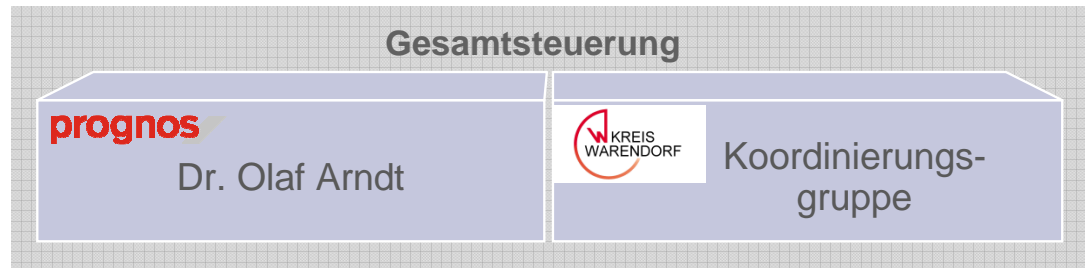 Gesamtsteuerung
prognos
Dr. Olaf Arndt
KREIS
WARENDORF
Koordinierungs-
gruppe